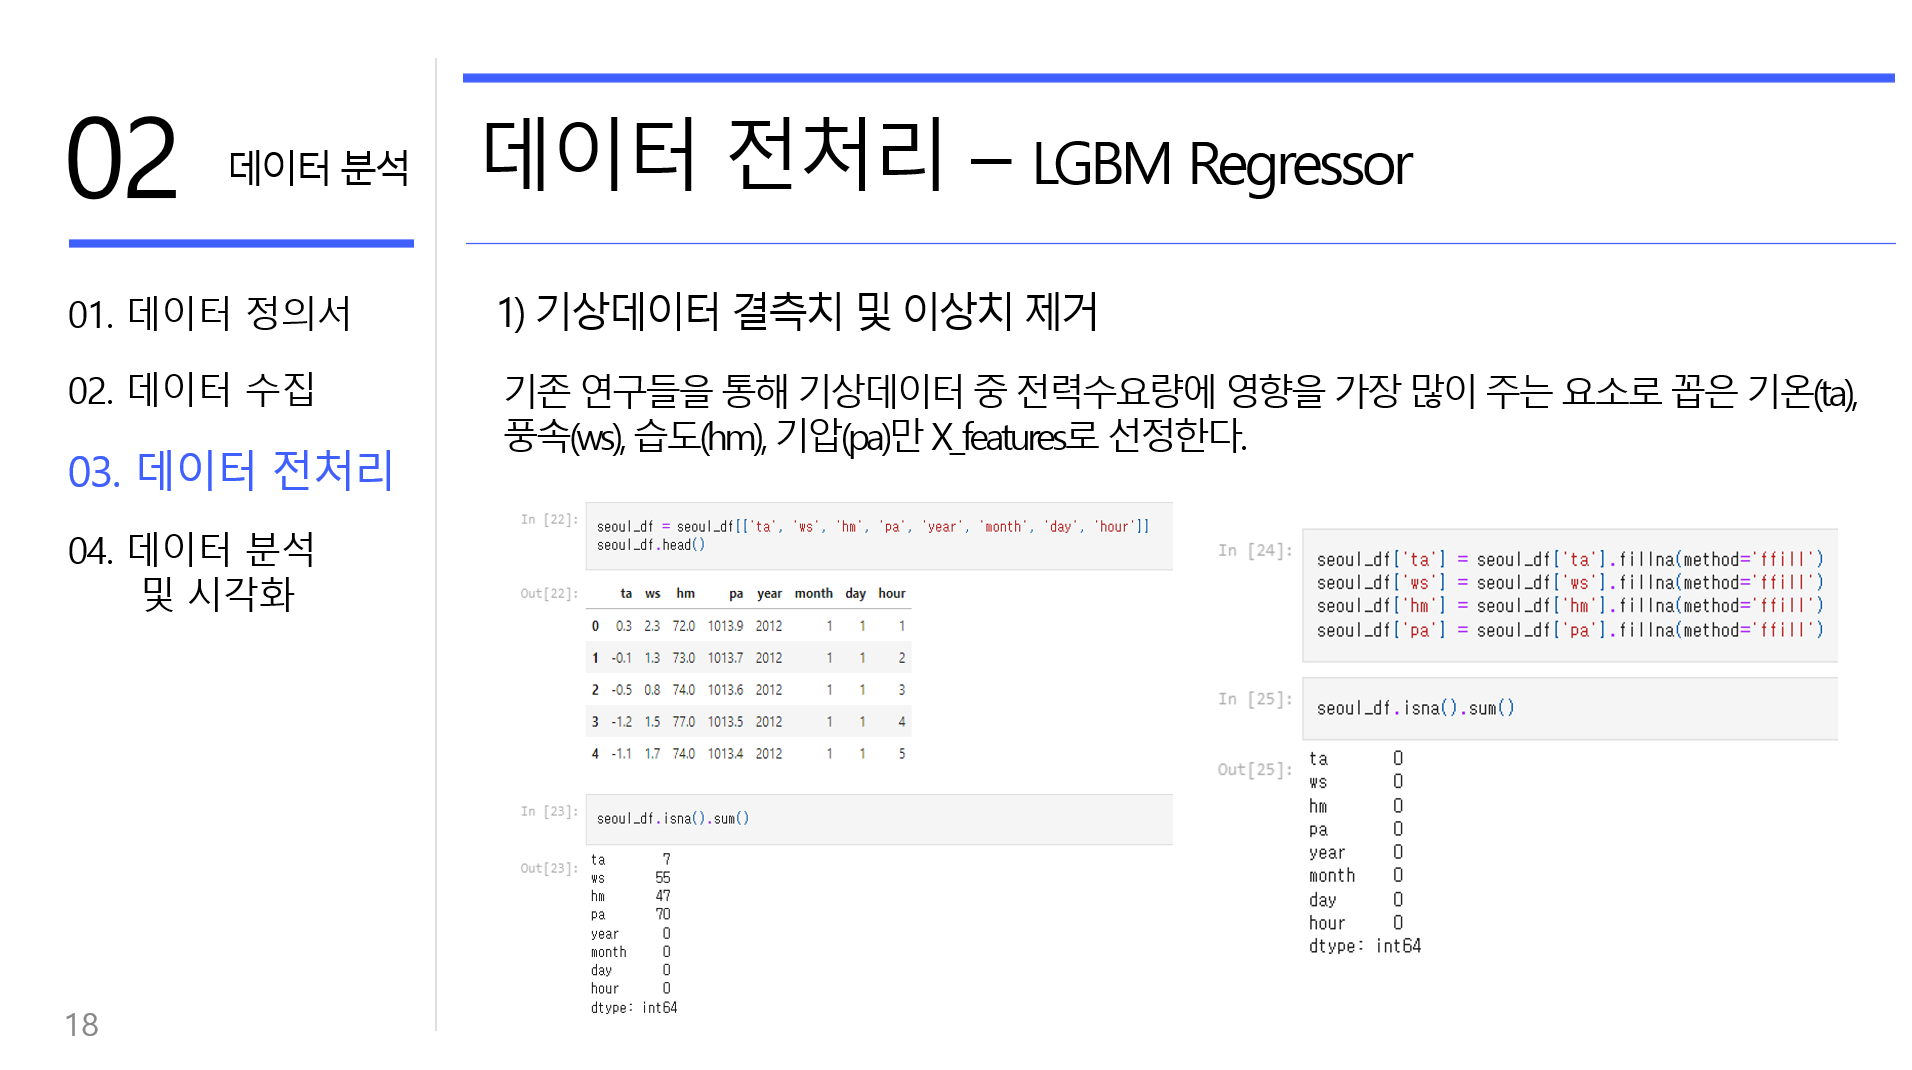 02 데이터 분석
01. 데이터 정의서
02. 데이터 수집
03. 데이터 전처리
04. 데이터 분석
및 시각화
18
데이터 전처리 – LGBM Regressor
1) 기상데이터 결측치 및 이상치 제거
기존 연구들을 통해 기상데이터 중 전력수요량에 영향을 가장 많이 주는 요소로 꼽은 기온(ta),
풍속(ws), 습도(hm), 기압(pa)만 X_features로 선정한다.
In [22]: seoul_df = seoul_df[['ta', 'ws', 'hm', 'pa', 'year', 'month', 'day', 'hour']]
seoul_df.head()
Out[22]: ta ws hm pa year month day hour
0 0.3 2.3 72.0 1013.9 2012 1 1 1
1 -0.1 1.3 73.0 1013.7 2012 1 1 2
2 -0.5 0.8 74.0 1013.6 2012 1 1 3
3 -1.2 1.5 77.0 1013.5 2012 1 1 4
4 -1.1 1.7 74.0 1013.4 2012 1 1 5
In [23]: seoul_df.isna().sum()
Out[23]: ta 7
ws 55
hm 47
pa 70
year 0
month 0
day 0
hour 0
dtype: int64
In [24]: seoul_df['ta'] = seoul_df['ta'].fillna(method='ffill')
seoul_df['ws'] = seoul_df['ws'].fillna(method='ffill')
seoul_df['hm'] = seoul_df['hm'].fillna(method='ffill')
seoul_df['pa'] = seoul_df['pa'].fillna(method='ffill')
In [25]: seoul_df.isna().sum()
Out[25]: ta 0
ws 0
hm 0
pa 0
year 0
month 0
day 0
hour 0
dtype: int64